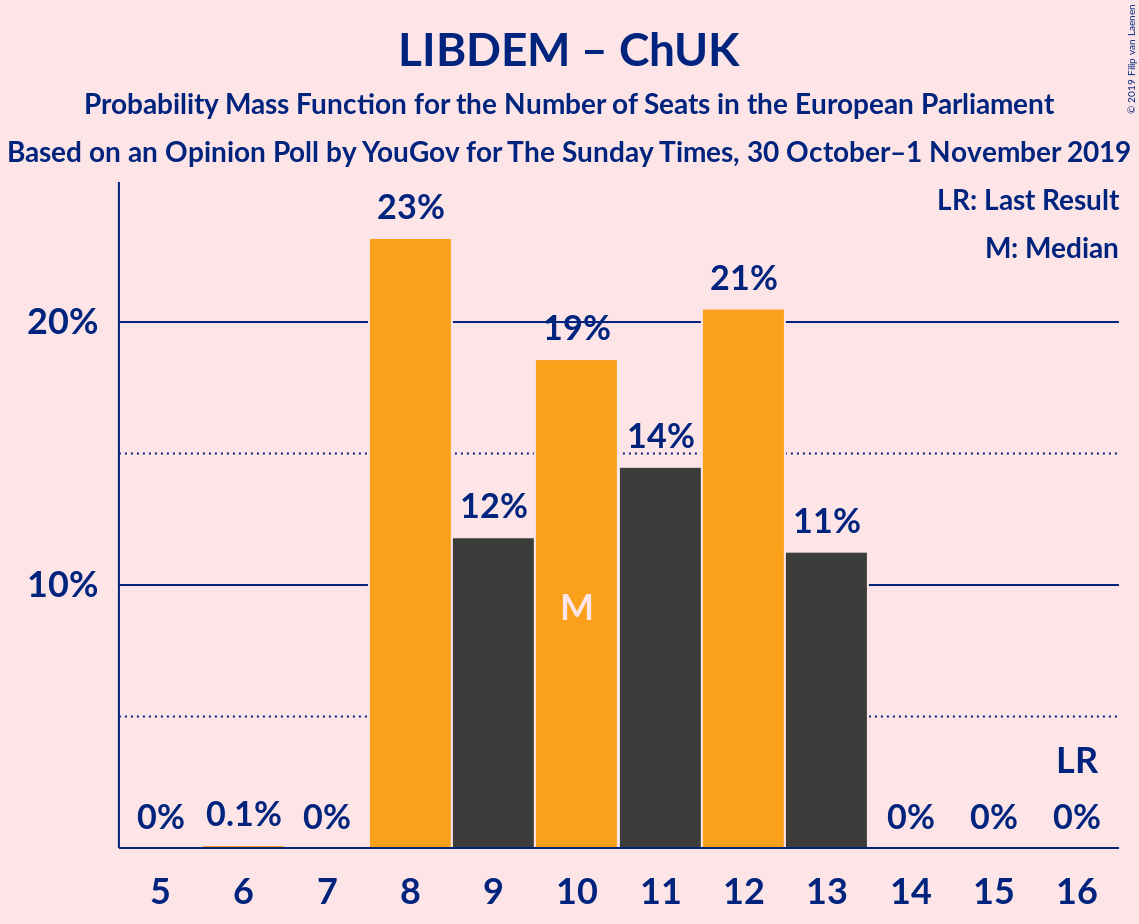 LIBDEM – ChUK
Probability Mass Function for the Number of Seats in the European Parliament
Based on an Opinion Poll by YouGov for The Sunday Times, 30 October–1 November 2019
© 2019 Filip van Laenen
LR: Last Result
M: Median
23%
21%
20%
19%
14%
12%
11%
10%
M
LR
0% 0.1% 0% 0% 0% 0%
5 6 7 8 9 10 11 12 13 14 15 16